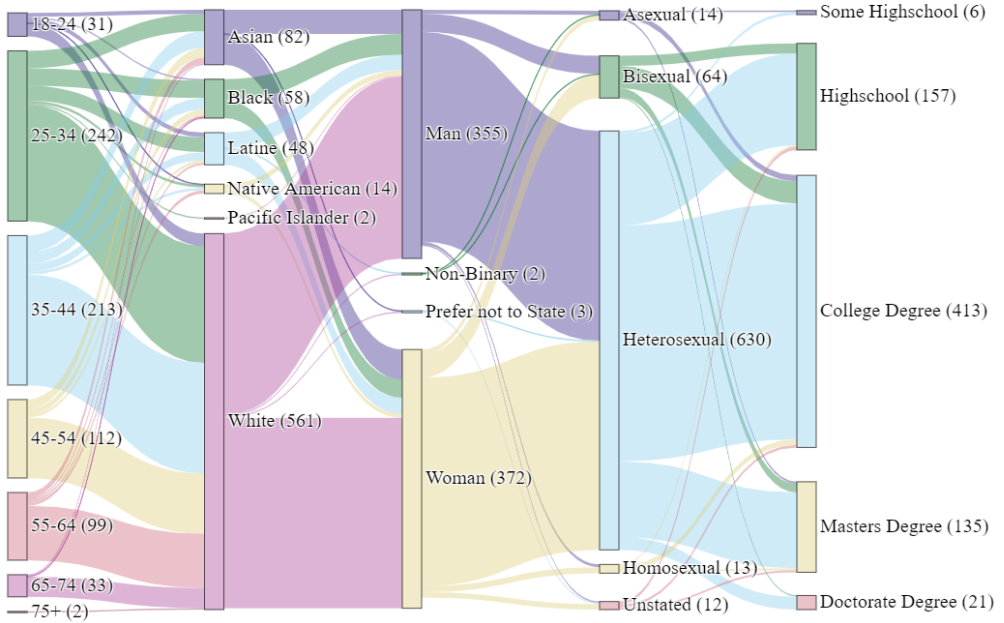 18-24 (31)
25-34 (242)
35-44 (213)
45-54 (112)
55-64 (99)
65-74 (33)
75+ (2)
Asian (82)
Black (58)
Latine (48)
Native American (14)
Pacific Islander (2)
White (561)
Man (355)
Non-Binary (2)
Prefer not to State (3)
Woman (372)
Asexual (14)
Bisexual (64)
Heterosexual (630)
Homosexual (13)
Unstated (12)
Some Highschool (6)
Highschool (157)
College Degree (413)
Masters Degree (135)
Doctorate Degree (21)